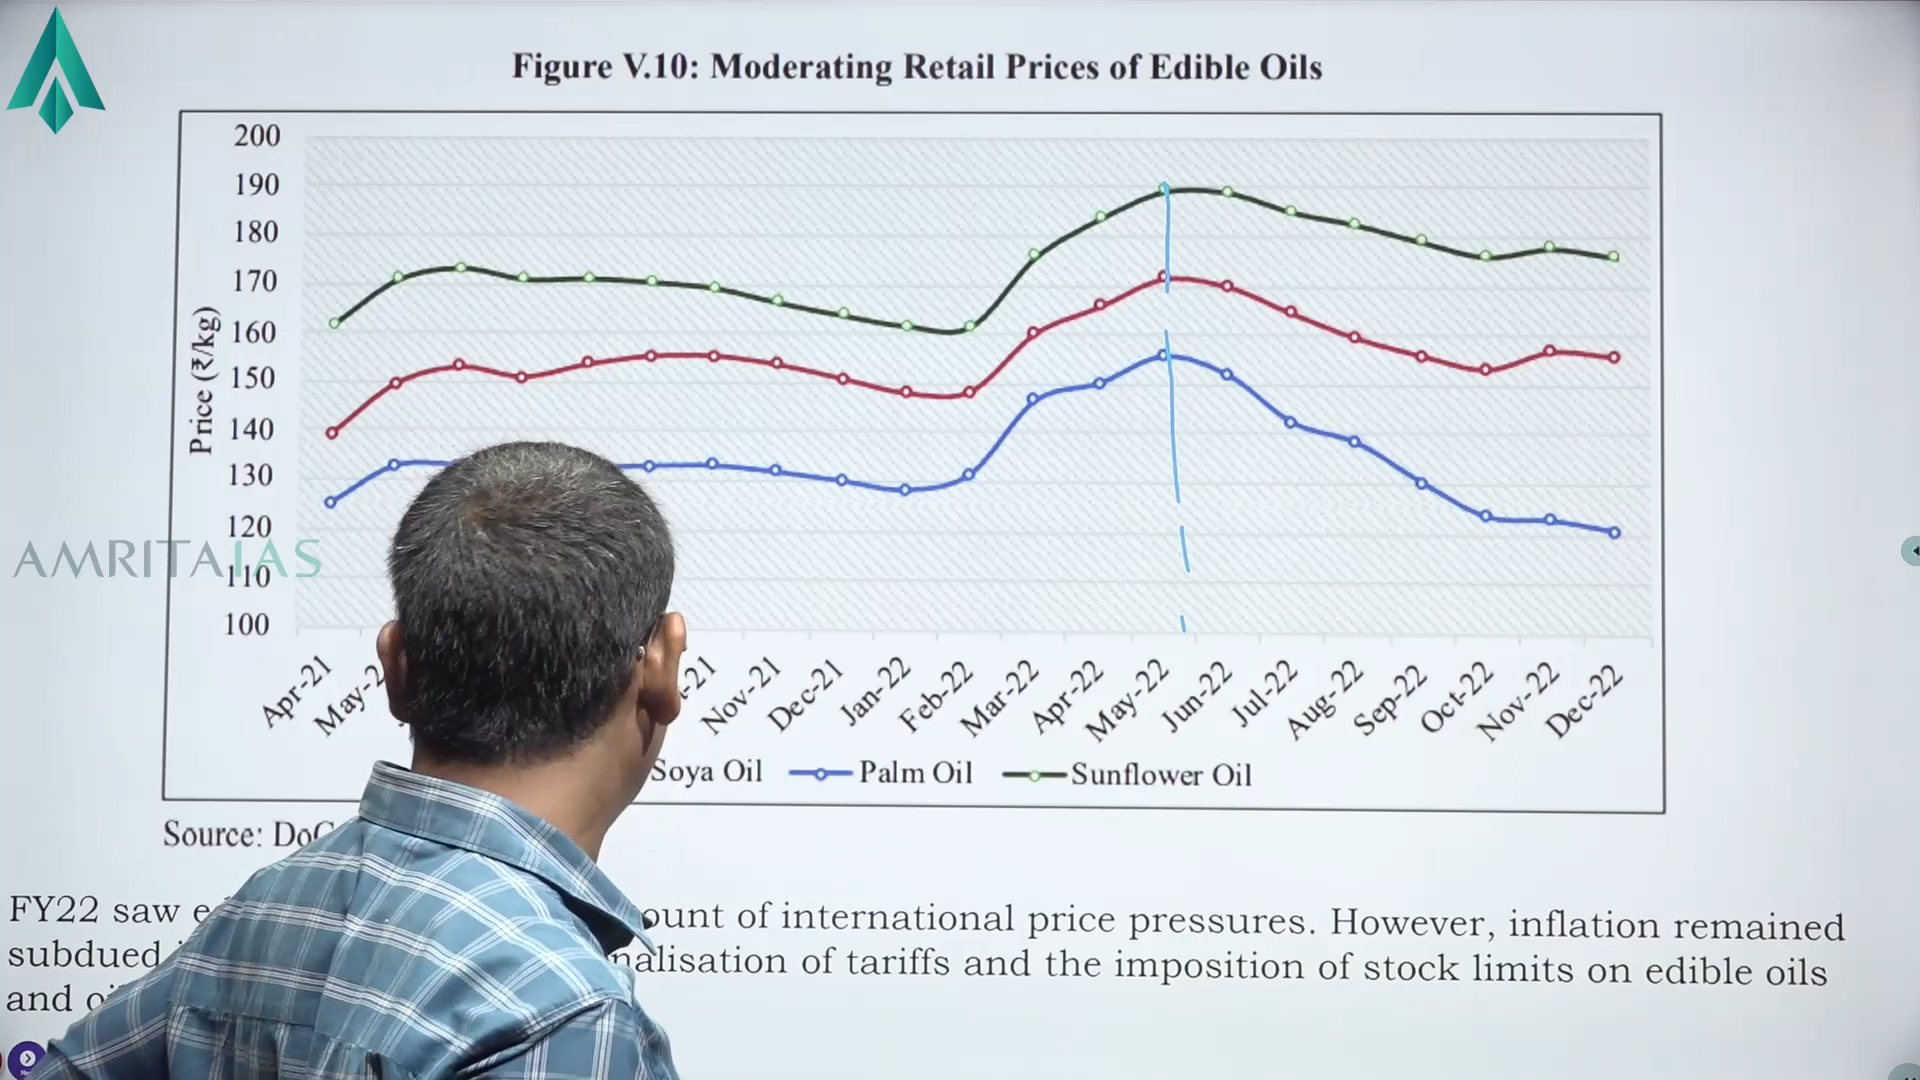 Figure V.10: Moderating Retail Prices of Edible Oils
200
190
180
170
160
150
140
130
120
110
100
Price (₹/kg)
Apr-21
Nov-21
Dec-21
Jan-22
Feb-22
Mar-22
Apr-22
May-22
Jun-22
Jul-22
Aug-22
Sep-22
Oct-22
Nov-22
Dec-22
Soya Oil Palm Oil Sunflower Oil
AMRITA IAS
Source:
FY22 saw of international price pressures. However, inflation remained
subdued of tariffs and the imposition of stock limits on edible oils
and